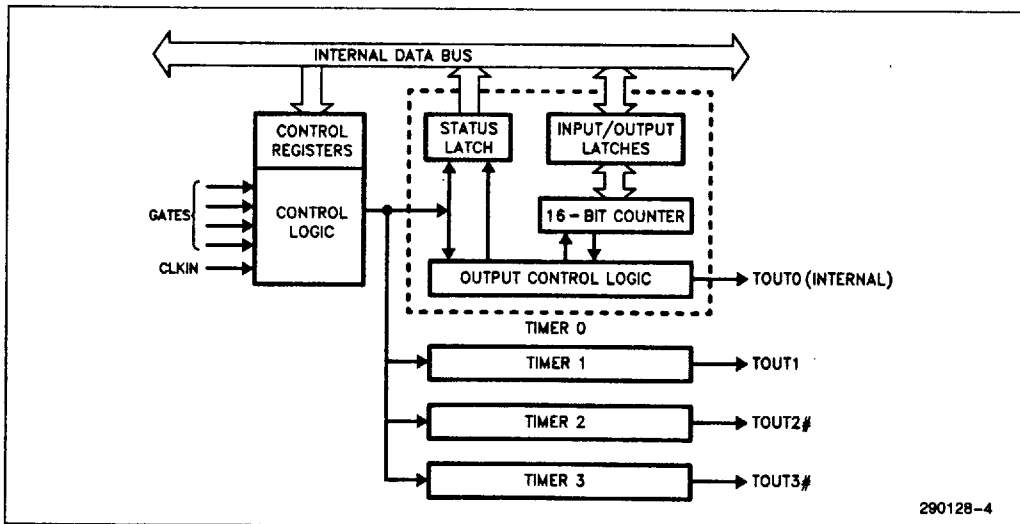 INTERNAL DATA BUS
CONTROL
REGISTERS
STATUS
LATCH
INPUT/OUTPUT
LATCHES
GATES
CONTROL
LOGIC
16-BIT COUNTER
CLKIN
OUTPUT CONTROL LOGIC
TOUT0 (INTERNAL)
TIMER 0
TIMER 1
TOUT1
TIMER 2
TOUT2#
TIMER 3
TOUT3#
290128-4